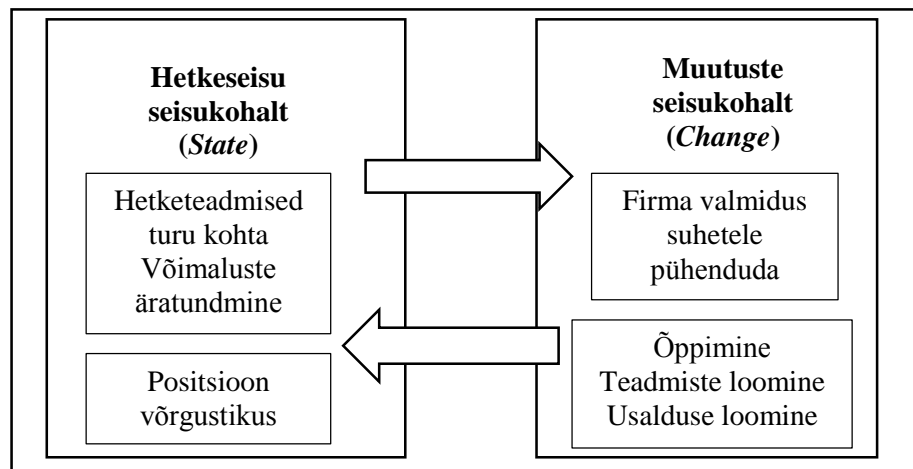 Hetkeseisu
seisukohalt
(State)
Hetketeadmised
turu kohta
Võimaluste
äratundmine
Positsioon
võrgustikus
Muutuste
seisukohalt
(Change)
Firma valmidus
suhetele
pühenduda
Õppimine
Teadmiste loomine
Usalduse loomine